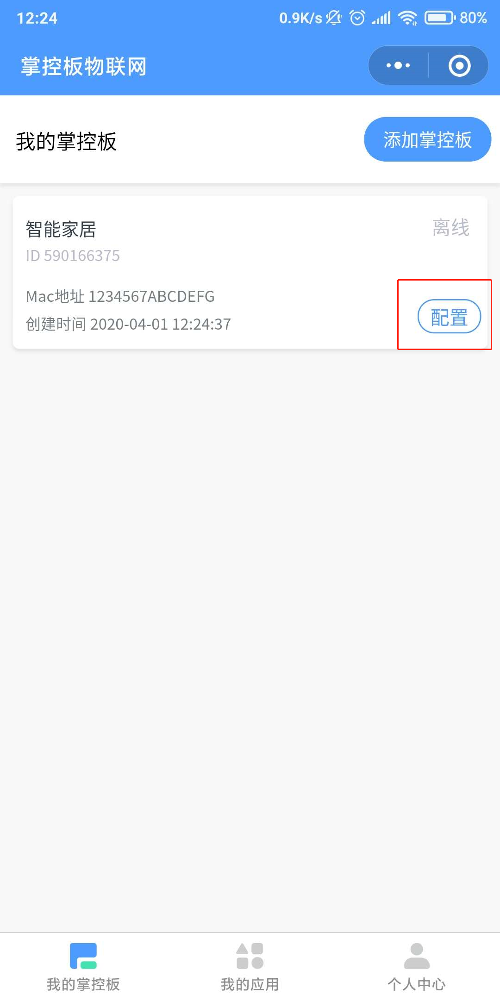 12:24 0.9K/s 80%
掌控板物联网
我的掌控板 添加掌控板
智能家居 离线
ID 590166375
Mac地址 1234567ABCDEFG
创建时间 2020-04-01 12:24:37 配置
我的掌控板 我的应用 个人中心